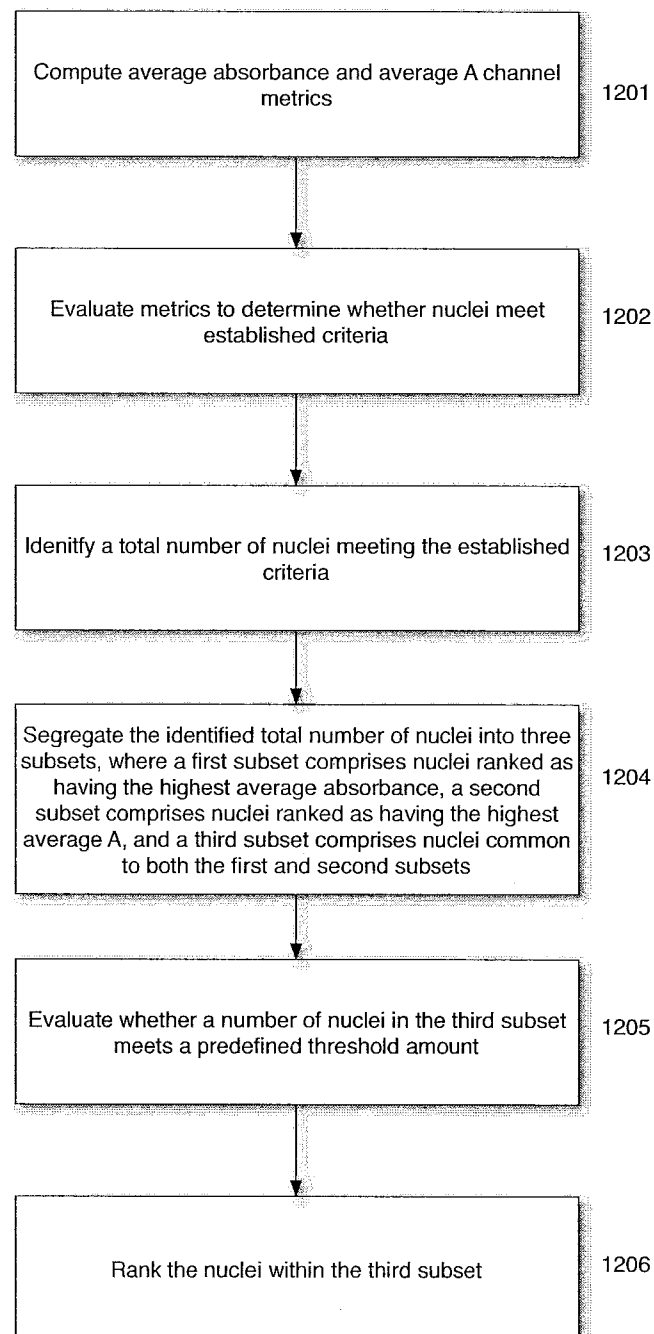 Compute average absorbance and average A channel
metrics
1201
Evaluate metrics to determine whether nuclei meet
established criteria
1202
Idenitfy a total number of nuclei meeting the established
criteria
1203
Segregate the identified total number of nuclei into three
subsets, where a first subset comprises nuclei ranked as
having the highest average absorbance, a second
subset comprises nuclei ranked as having the highest
average A, and a third subset comprises nuclei common
to both the first and second subsets
1204
Evaluate whether a number of nuclei in the third subset
meets a predefined threshold amount
1205
Rank the nuclei within the third subset
1206